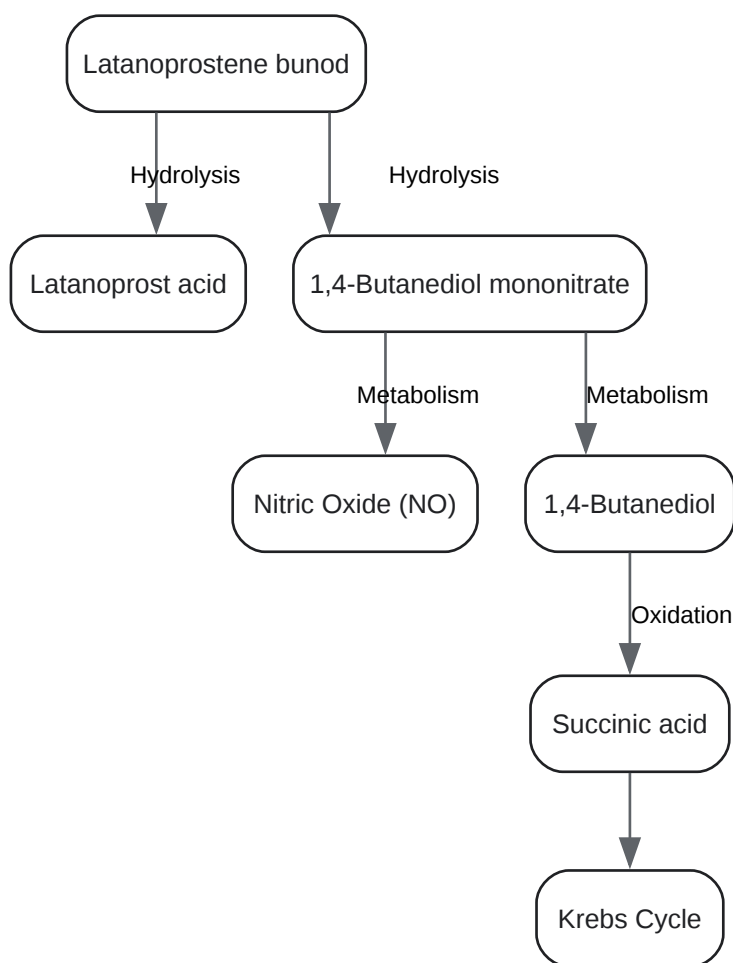 Latanoprostene bunod
Hydrolysis
Hydrolysis
Latanoprost acid
1,4-Butanediol mononitrate
Metabolism
Metabolism
Nitric Oxide (NO)
1,4-Butanediol
Oxidation
Succinic acid
Krebs Cycle